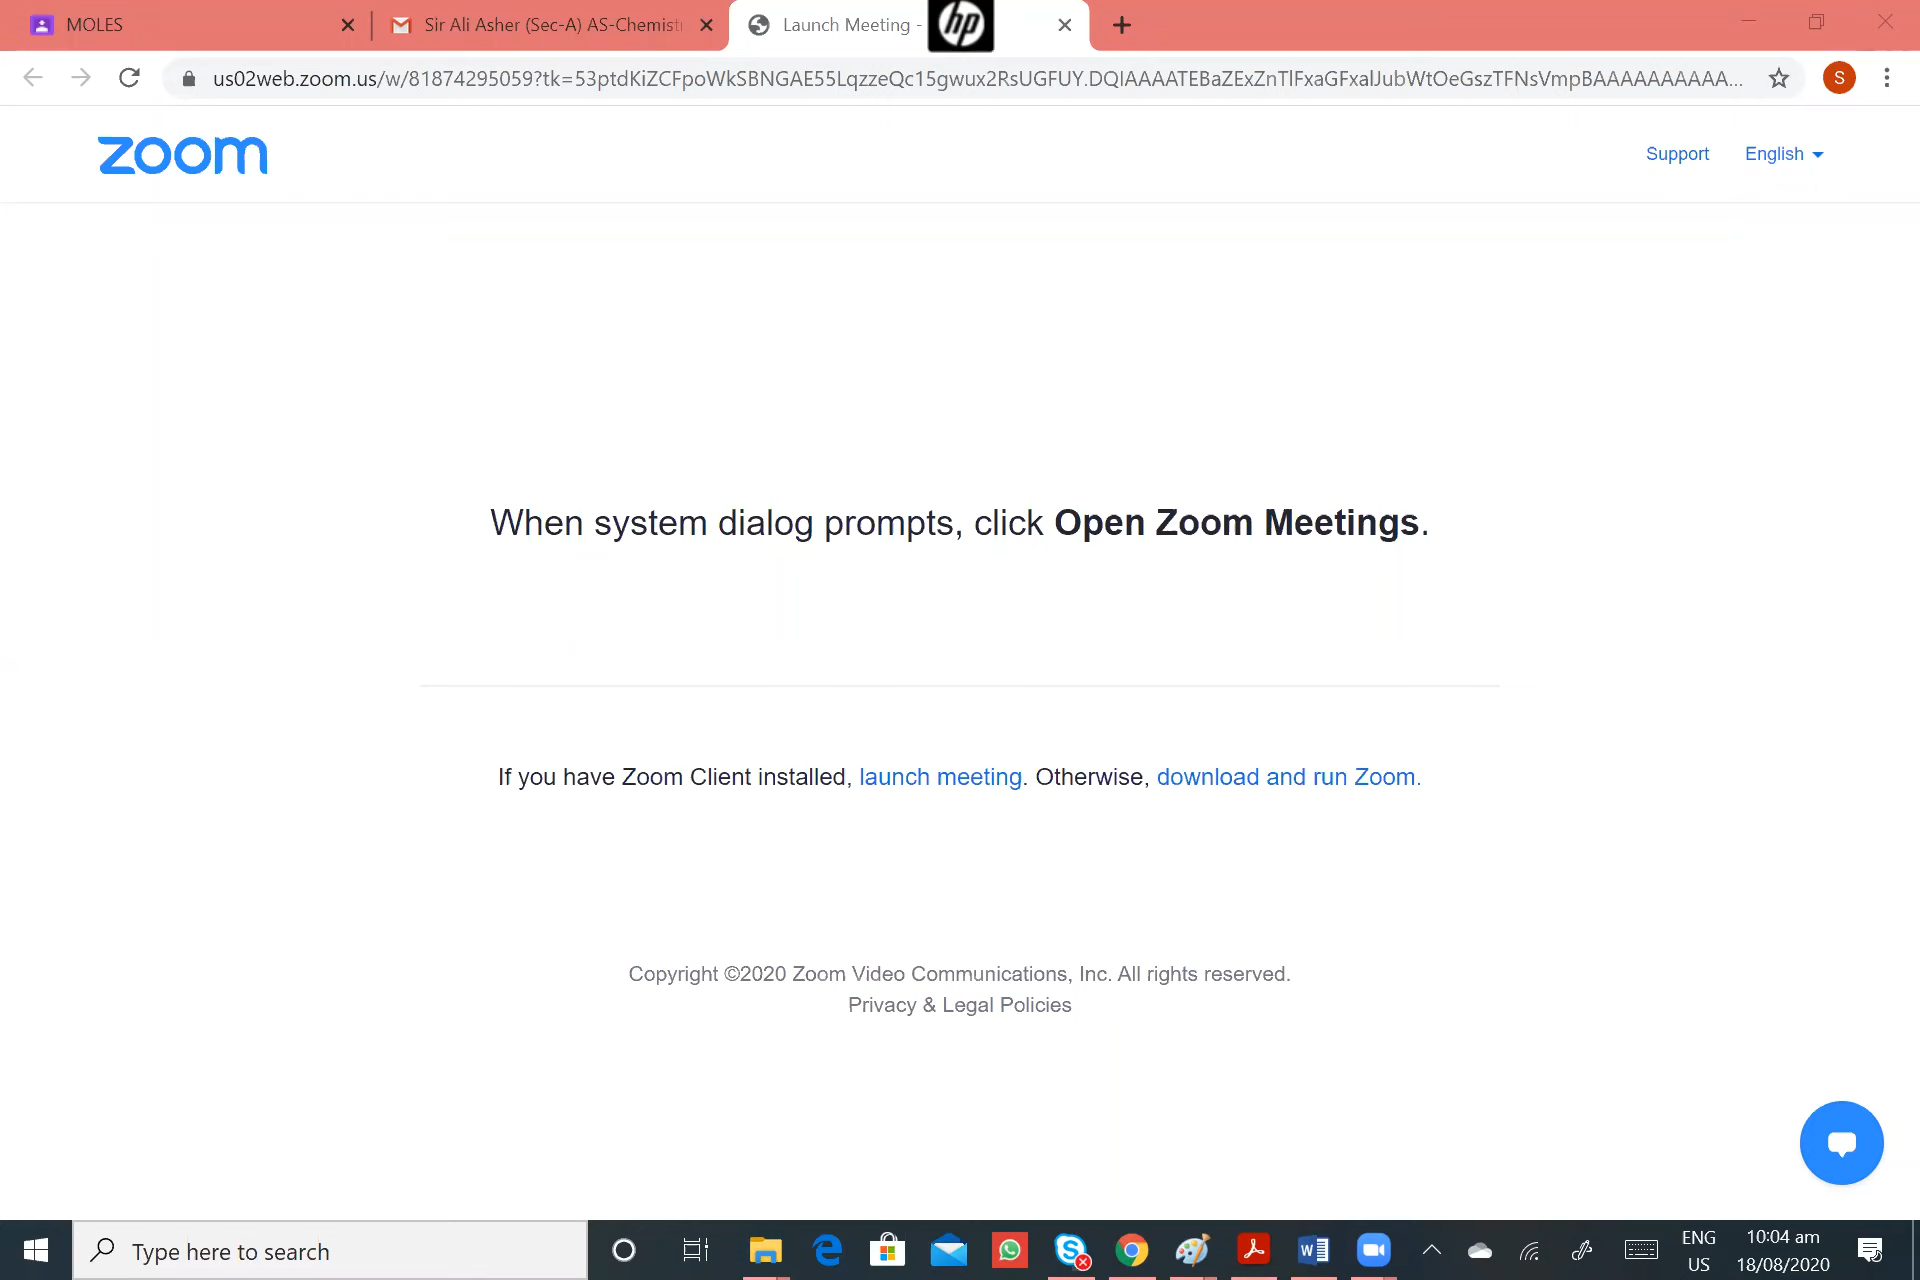 MOLES
Sir Ali Asher (Sec-A) AS-Chemist
Launch Meeting -
hp
us02web.zoom.us/w/81874295059?tk=53ptdKiZCFpoWkSBNGAE55LqzzeQc15gwux2RsUGFUY.DQIAAAATEBaZExZnTlFxaGFxalJubWtOeGszTFNsVmpBAAAAAAAAAA...
S
zoom
Support
English
When system dialog prompts, click Open Zoom Meetings.
If you have Zoom Client installed, launch meeting. Otherwise, download and run Zoom.
Copyright ©2020 Zoom Video Communications, Inc. All rights reserved.
Privacy & Legal Policies
Type here to search
ENG
US
10:04 am
18/08/2020